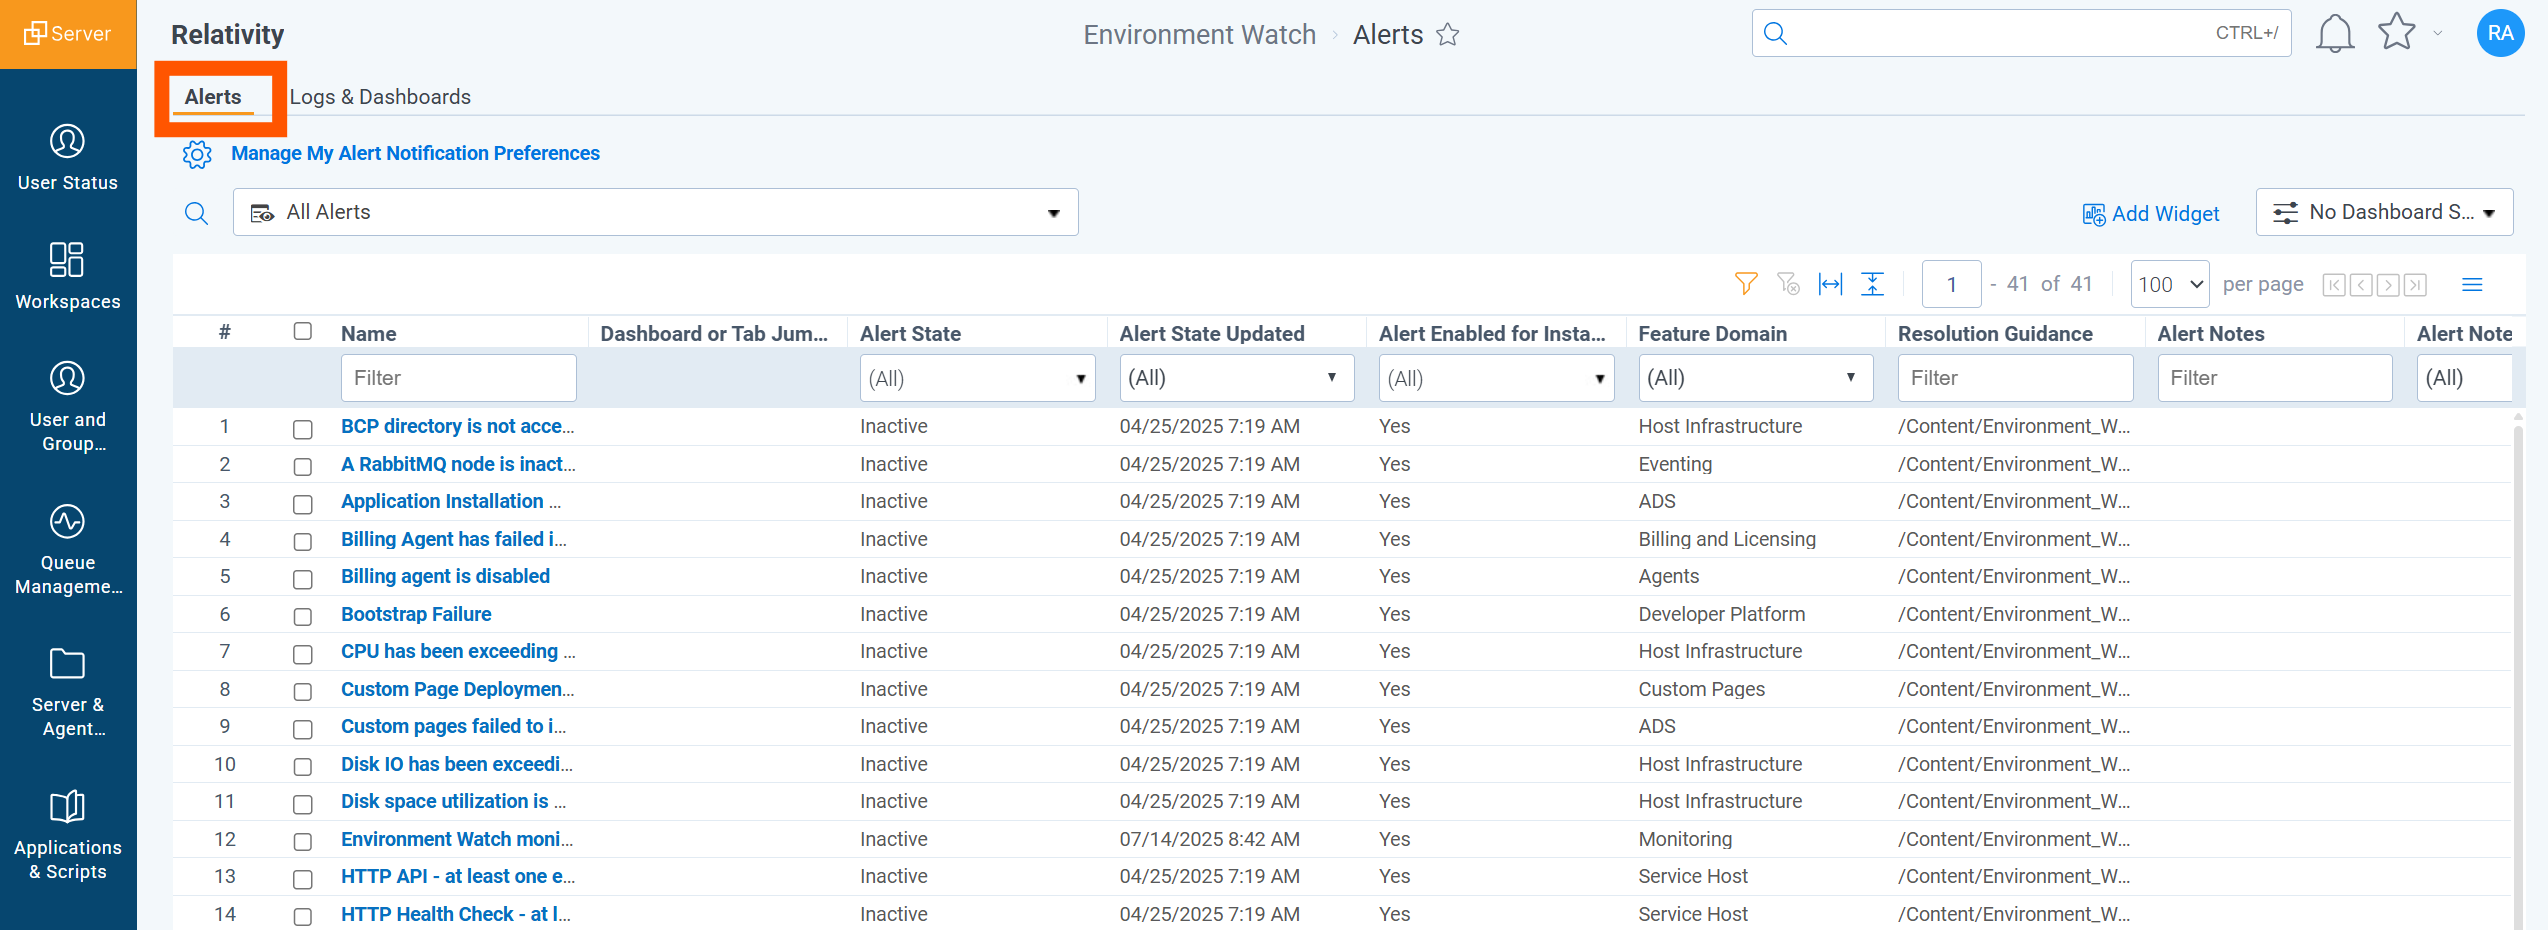 Server
Relativity
Environment Watch > Alerts
CTRL+/
RA
Alerts
Logs & Dashboards
Manage My Alert Notification Preferences
All Alerts
Add Widget
No Dashboard S...
User Status
Workspaces
User and
Group...
Queue
Manageme...
Server &
Agent...
Applications
& Scripts
1 - 41 of 41 100 per page
# Name Dashboard or Tab Jum... Alert State Alert State Updated Alert Enabled for Insta... Feature Domain Resolution Guidance Alert Notes Alert Note
Filter (All) (All) (All) (All) Filter Filter (All)
1 BCP directory is not acce... Inactive 04/25/2025 7:19 AM Yes Host Infrastructure /Content/Environment_W...
2 A RabbitMQ node is inact... Inactive 04/25/2025 7:19 AM Yes Eventing /Content/Environment_W...
3 Application Installation ... Inactive 04/25/2025 7:19 AM Yes ADS /Content/Environment_W...
4 Billing Agent has failed i... Inactive 04/25/2025 7:19 AM Yes Billing and Licensing /Content/Environment_W...
5 Billing agent is disabled Inactive 04/25/2025 7:19 AM Yes Agents /Content/Environment_W...
6 Bootstrap Failure Inactive 04/25/2025 7:19 AM Yes Developer Platform /Content/Environment_W...
7 CPU has been exceeding ... Inactive 04/25/2025 7:19 AM Yes Host Infrastructure /Content/Environment_W...
8 Custom Page Deploymen... Inactive 04/25/2025 7:19 AM Yes Custom Pages /Content/Environment_W...
9 Custom pages failed to i... Inactive 04/25/2025 7:19 AM Yes ADS /Content/Environment_W...
10 Disk IO has been exceedi... Inactive 04/25/2025 7:19 AM Yes Host Infrastructure /Content/Environment_W...
11 Disk space utilization is ... Inactive 04/25/2025 7:19 AM Yes Host Infrastructure /Content/Environment_W...
12 Environment Watch moni... Inactive 07/14/2025 8:42 AM Yes Monitoring /Content/Environment_W...
13 HTTP API - at least one e... Inactive 04/25/2025 7:19 AM Yes Service Host /Content/Environment_W...
14 HTTP Health Check - at l... Inactive 04/25/2025 7:19 AM Yes Service Host /Content/Environment_W...